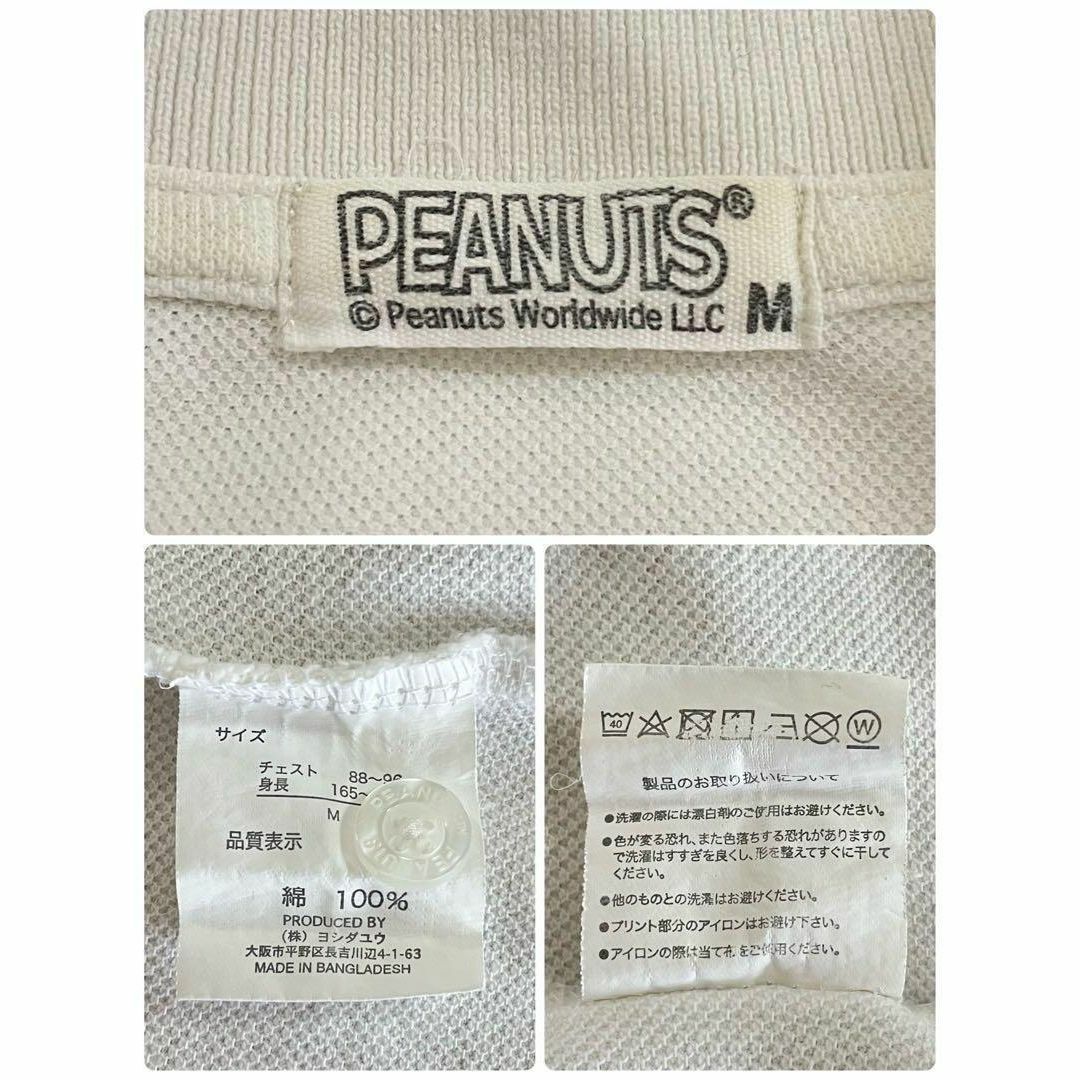 PEANUTS®
© Peanuts Worldwide LLC M
サイズ
チェスト 88~96
身長 165~
M
品質表示
綿 100%
PRODUCED BY
(株) ヨシダユウ
大阪市平野区長吉川辺4-1-63
MADE IN BANGLADESH
PEANUTS
40
W
製品のお取り扱いについて
●洗濯の際には漂白剤のご使用はお避けください。
●色が変る恐れ、また色落ちする恐れがありますの
で洗濯はすすぎを良くし、形を整えてすぐに干して
ください。
●他のものとの洗濯はお避けください。
●プリント部分のアイロンはお避け下さい。
●アイロンの際は当て布をご使用ください。